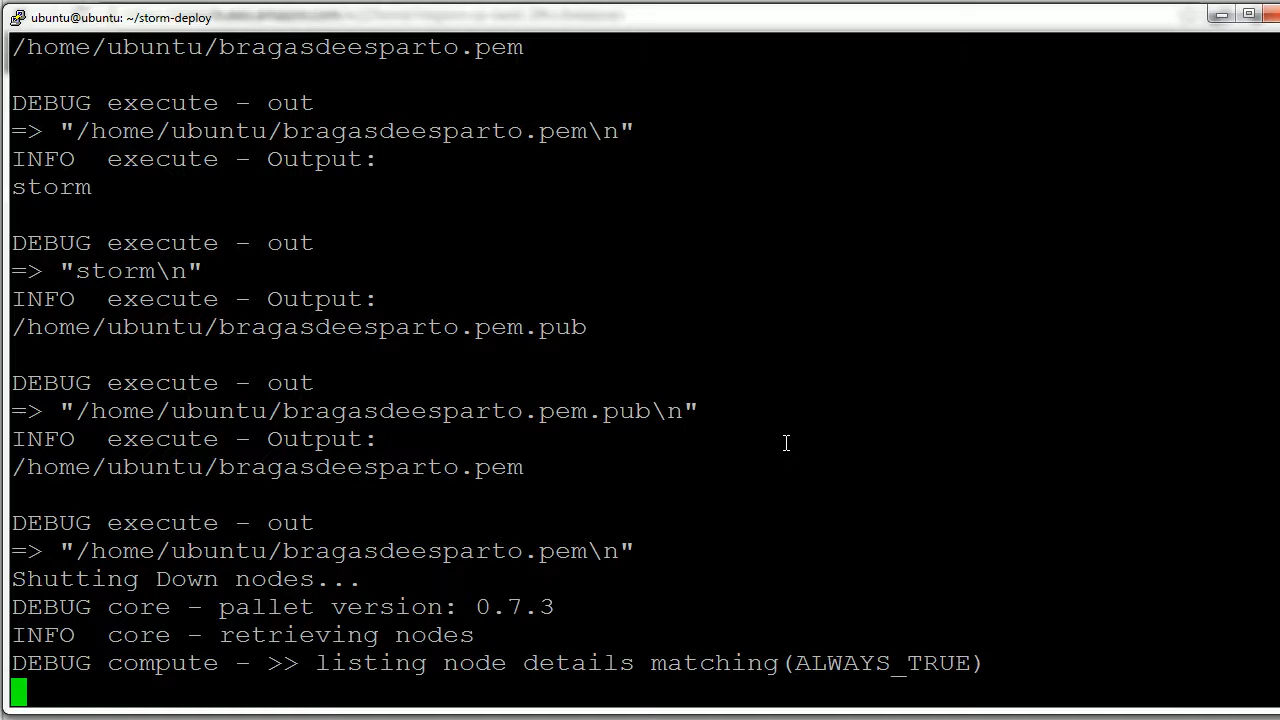 ubuntu@ubuntu: ~/storm-deploy
/home/ubuntu/bragasdeesparto.pem
DEBUG execute - out
=> "/home/ubuntu/bragasdeesparto.pem\n"
INFO  execute - Output:
storm
DEBUG execute - out
=> "storm\n"
INFO  execute - Output:
/home/ubuntu/bragasdeesparto.pem.pub
DEBUG execute - out
=> "/home/ubuntu/bragasdeesparto.pem.pub\n"
INFO  execute - Output:
/home/ubuntu/bragasdeesparto.pem
DEBUG execute - out
=> "/home/ubuntu/bragasdeesparto.pem\n"
Shutting Down nodes...
DEBUG core - pallet version: 0.7.3
INFO  core - retrieving nodes
DEBUG compute - >> listing node details matching(ALWAYS_TRUE)